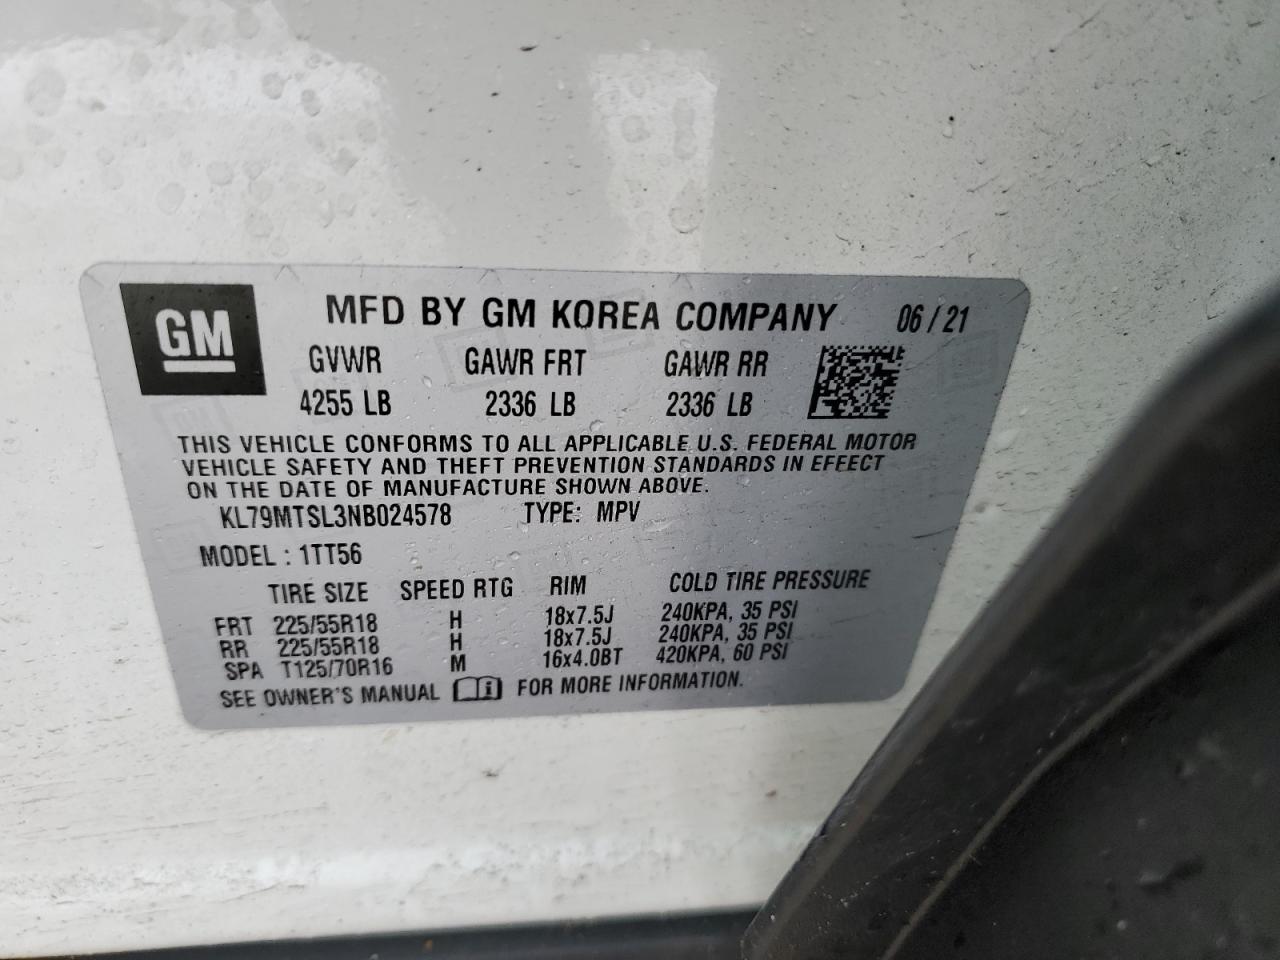 GM
MFD BY GM KOREA COMPANY 06/21
GVWR GAWR FRT GAWR RR
4255 LB 2336 LB 2336 LB
THIS VEHICLE CONFORMS TO ALL APPLICABLE U.S. FEDERAL MOTOR
VEHICLE SAFETY AND THEFT PREVENTION STANDARDS IN EFFECT
ON THE DATE OF MANUFACTURE SHOWN ABOVE.
KL79MTSL3NB024578 TYPE: MPV
MODEL : 1TT56
TIRE SIZE SPEED RTG RIM COLD TIRE PRESSURE
FRT 225/55R18 H 18x7.5J 240KPA, 35 PSI
RR 225/55R18 H 18x7.5J 240KPA, 35 PSI
SPA T125/70R16 M 16x4.0BT 420KPA, 60 PSI
SEE OWNER'S MANUAL FOR MORE INFORMATION.